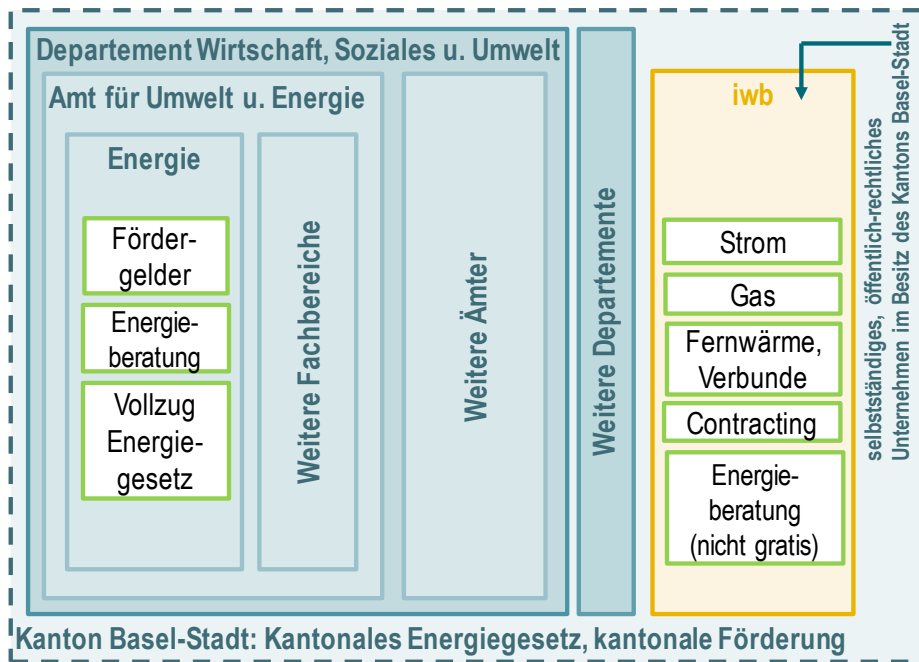 Departement Wirtschaft, Soziales u. Umwelt
Amt für Umwelt u. Energie
Energie
Förder-
gelder
Energie-
beratung
Vollzug
Energie-
gesetz
Weitere Fachbereiche
Weitere Ämter
Weitere Departemente
iwb
Strom
Gas
Fernwärme,
Verbunde
Contracting
Energie-
beratung
(nicht gratis)
selbstständiges, öffentlich-rechtliches
Unternehmen im Besitz des Kantons Basel-Stadt
Kanton Basel-Stadt: Kantonales Energiegesetz, kantonale Förderung